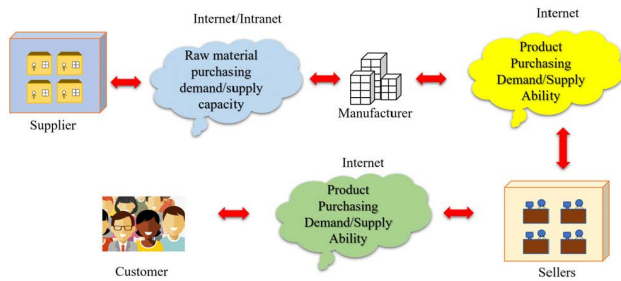 Internet/Intranet
Internet
Raw material
purchasing
demand/supply
capacity
Product
Purchasing
Demand/Supply
Ability
Supplier
Manufacturer
Internet
Product
Purchasing
Demand/Supply
Ability
Customer
Sellers